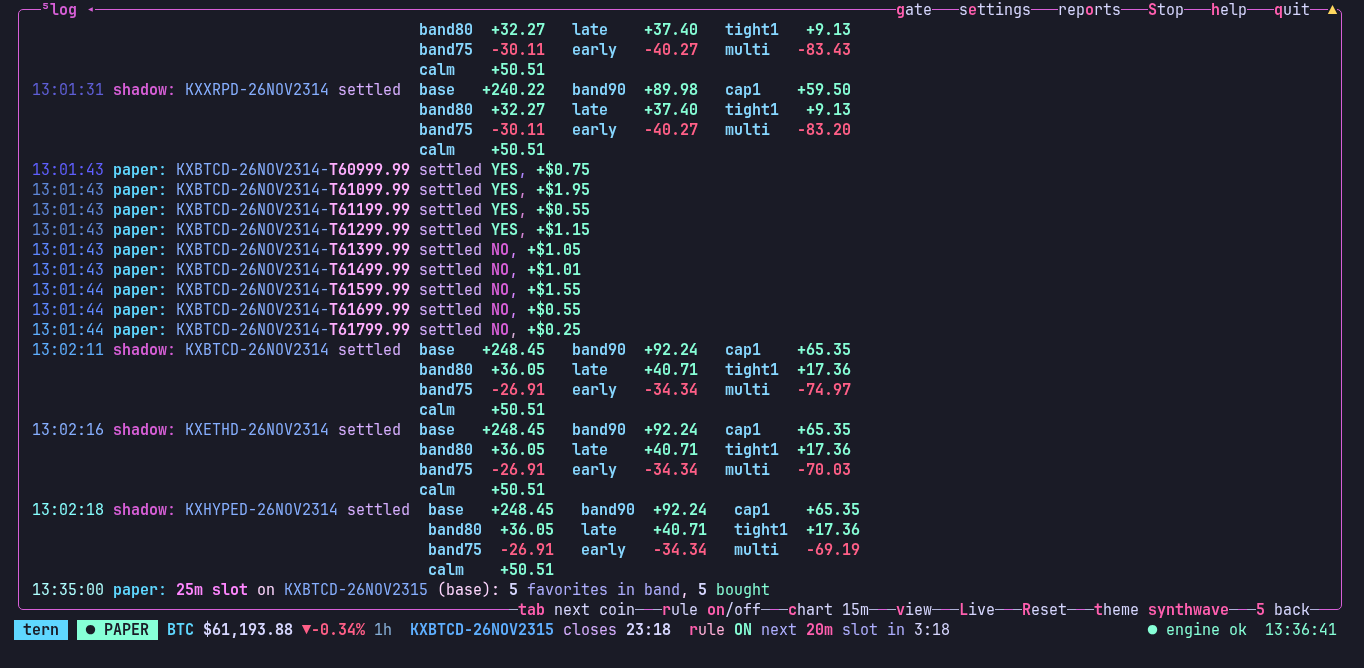 ⁵log ◂ gate settings reports Stop help quit ▲
band80 +32.27 late +37.40 tight1 +9.13
band75 -30.11 early -40.27 multi -83.43
calm +50.51
13:01:31 shadow: KXXRPD-26NOV2314 settled base +240.22 band90 +89.98 cap1 +59.50
band80 +32.27 late +37.40 tight1 +9.13
band75 -30.11 early -40.27 multi -83.20
calm +50.51
13:01:43 paper: KXBTCD-26NOV2314-T60999.99 settled YES, +$0.75
13:01:43 paper: KXBTCD-26NOV2314-T61099.99 settled YES, +$1.95
13:01:43 paper: KXBTCD-26NOV2314-T61199.99 settled YES, +$0.55
13:01:43 paper: KXBTCD-26NOV2314-T61299.99 settled YES, +$1.15
13:01:43 paper: KXBTCD-26NOV2314-T61399.99 settled NO, +$1.05
13:01:43 paper: KXBTCD-26NOV2314-T61499.99 settled NO, +$1.01
13:01:44 paper: KXBTCD-26NOV2314-T61599.99 settled NO, +$1.55
13:01:44 paper: KXBTCD-26NOV2314-T61699.99 settled NO, +$0.55
13:01:44 paper: KXBTCD-26NOV2314-T61799.99 settled NO, +$0.25
13:02:11 shadow: KXBTCD-26NOV2314 settled base +248.45 band90 +92.24 cap1 +65.35
band80 +36.05 late +40.71 tight1 +17.36
band75 -26.91 early -34.34 multi -74.97
calm +50.51
13:02:16 shadow: KXETHD-26NOV2314 settled base +248.45 band90 +92.24 cap1 +65.35
band80 +36.05 late +40.71 tight1 +17.36
band75 -26.91 early -34.34 multi -70.03
calm +50.51
13:02:18 shadow: KXHYPED-26NOV2314 settled base +248.45 band90 +92.24 cap1 +65.35
band80 +36.05 late +40.71 tight1 +17.36
band75 -26.91 early -34.34 multi -69.19
calm +50.51
13:35:00 paper: 25m slot on KXBTCD-26NOV2315 (base): 5 favorites in band, 5 bought
tab next coin rule on/off chart 15m view Live Reset theme synthwave 5 back
tern ● PAPER BTC $61,193.88 ▼-0.34% 1h KXBTCD-26NOV2315 closes 23:18 rule ON next 20m slot in 3:18 ● engine ok 13:36:41